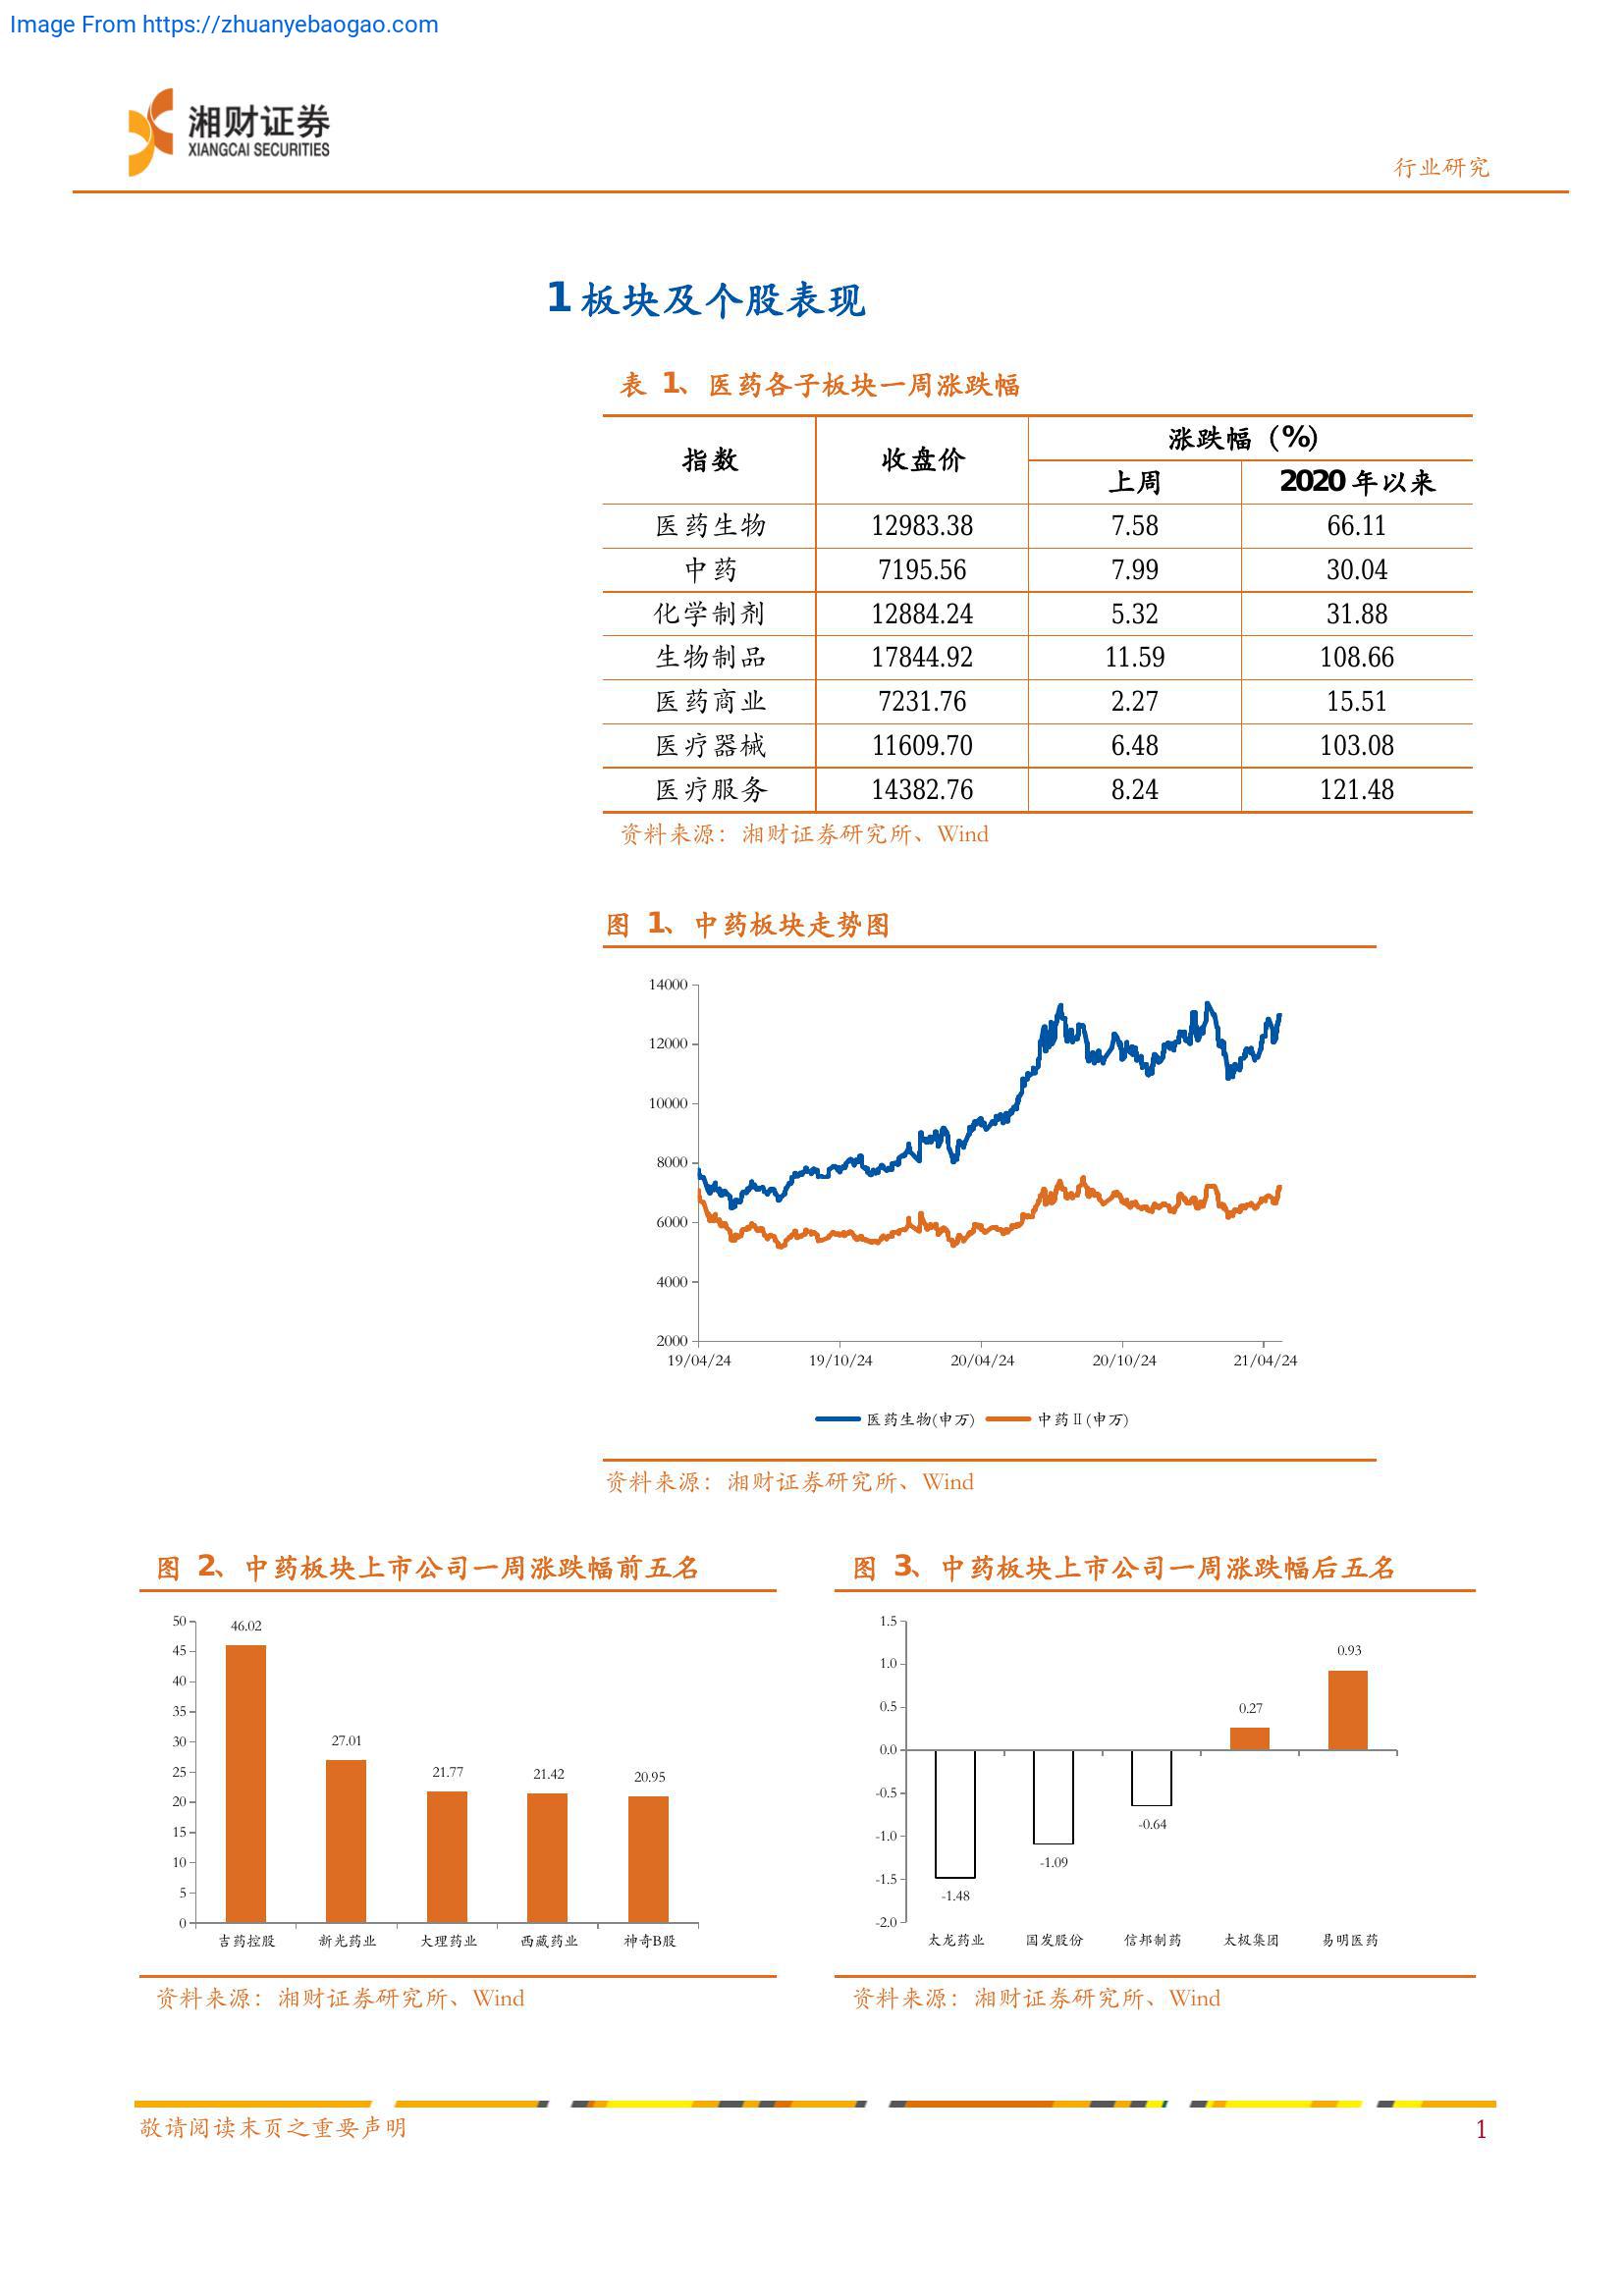 Image From https://zhuanyebaogao.com
湘财证券
XIANGCAI SECURITIES
行业研究
1 板块及个股表现
表 1、医药各子板块一周涨跌幅
指数 收盘价 涨跌幅（%）
上周 2020 年以来
医药生物 12983.38 7.58 66.11
中药 7195.56 7.99 30.04
化学制剂 12884.24 5.32 31.88
生物制品 17844.92 11.59 108.66
医药商业 7231.76 2.27 15.51
医疗器械 11609.70 6.48 103.08
医疗服务 14382.76 8.24 121.48
资料来源：湘财证券研究所、Wind
图 1、中药板块走势图
14000
12000
10000
8000
6000
4000
2000
19/04/24 19/10/24 20/04/24 20/10/24 21/04/24
医药生物(申万) 中药Ⅱ(申万)
资料来源：湘财证券研究所、Wind
图 2、中药板块上市公司一周涨跌幅前五名
50
45
40
35
30
25
20
15
10
5
0
46.02
27.01
21.77
21.42
20.95
吉药控股 新光药业 大理药业 西藏药业 神奇B股
资料来源：湘财证券研究所、Wind
图 3、中药板块上市公司一周涨跌幅后五名
1.5
1.0
0.5
0.0
-0.5
-1.0
-1.5
-2.0
-1.48
-1.09
-0.64
0.27
0.93
太龙药业 国发股份 信邦制药 太极集团 易明医药
资料来源：湘财证券研究所、Wind
敬请阅读末页之重要声明
1